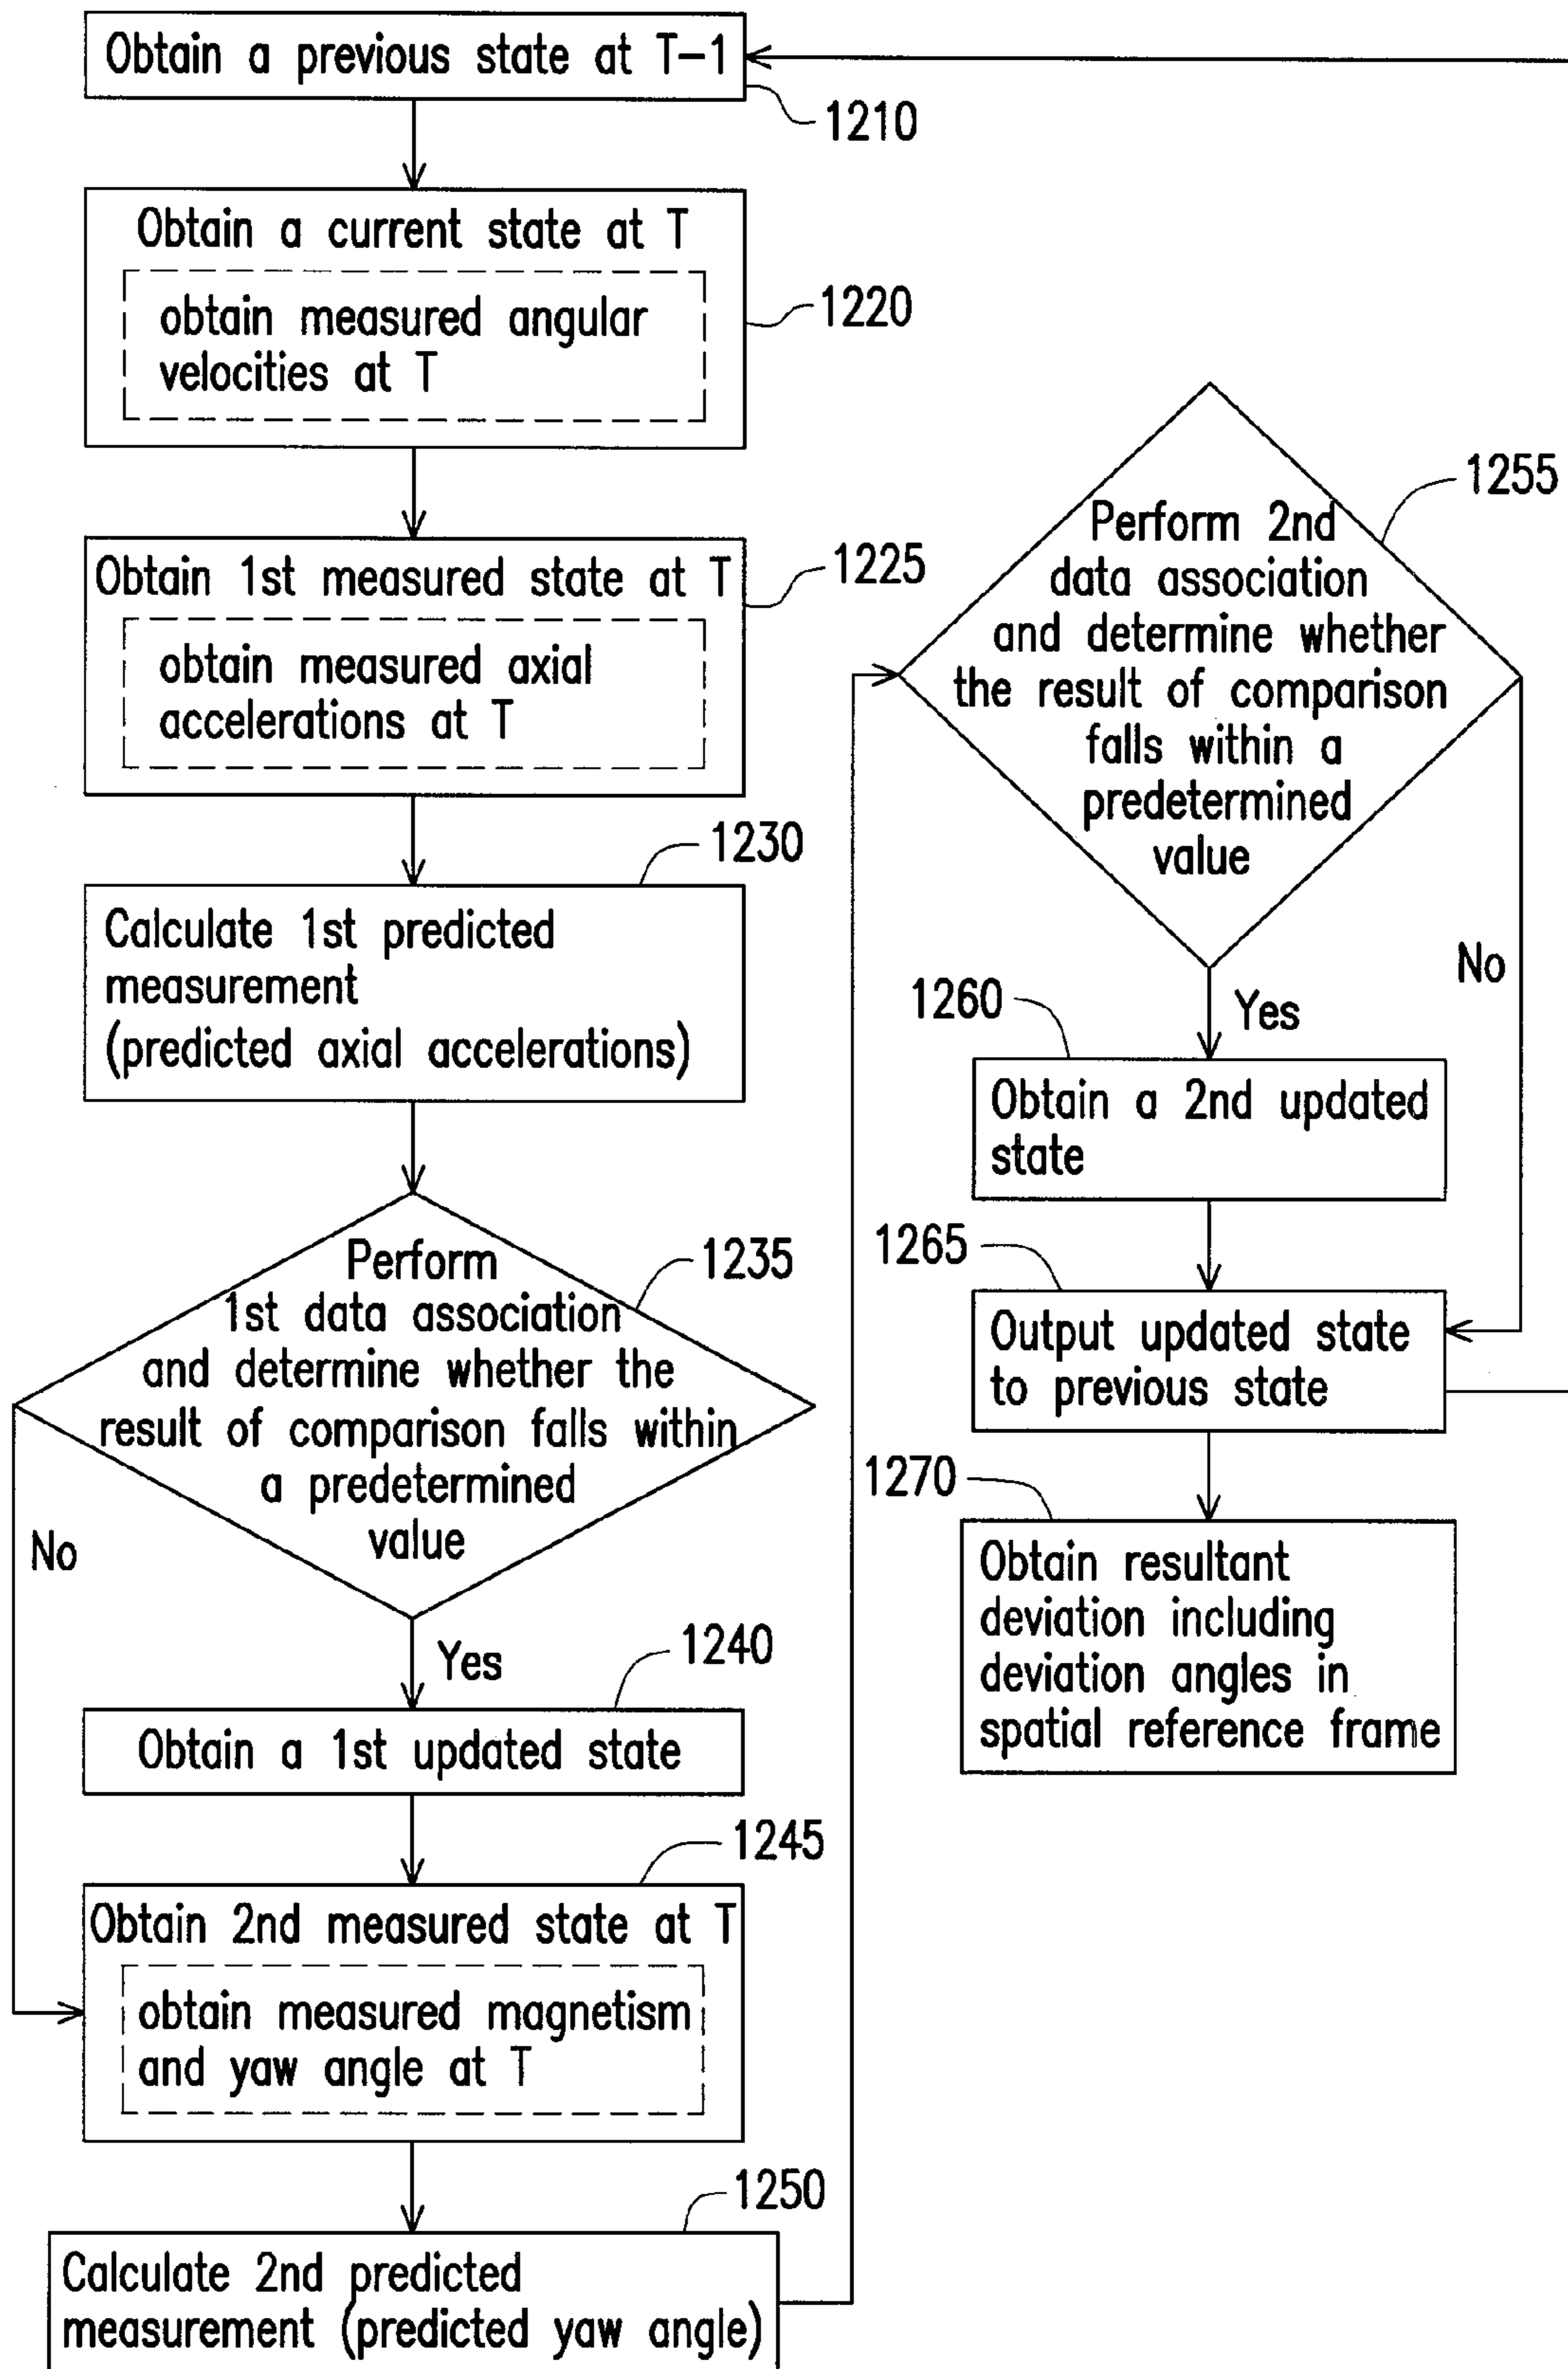 Obtain a previous state at T-1
1210
Obtain a current state at T
obtain measured angular
velocities at T
1220
Obtain 1st measured state at T
obtain measured axial
accelerations at T
1225
1230
Calculate 1st predicted
measurement
(predicted axial accelerations)
Perform
1st data association
and determine whether the
result of comparison falls within
a predetermined
value
1235
No
Yes
1240
Obtain a 1st updated state
1245
Obtain 2nd measured state at T
obtain measured magnetism
and yaw angle at T
1250
Calculate 2nd predicted
measurement (predicted yaw angle)
1255
Perform 2nd
data association
and determine whether
the result of comparison
falls within a
predetermined
value
No
Yes
1260
Obtain a 2nd updated
state
1265
Output updated state
to previous state
1270
Obtain resultant
deviation including
deviation angles in
spatial reference frame